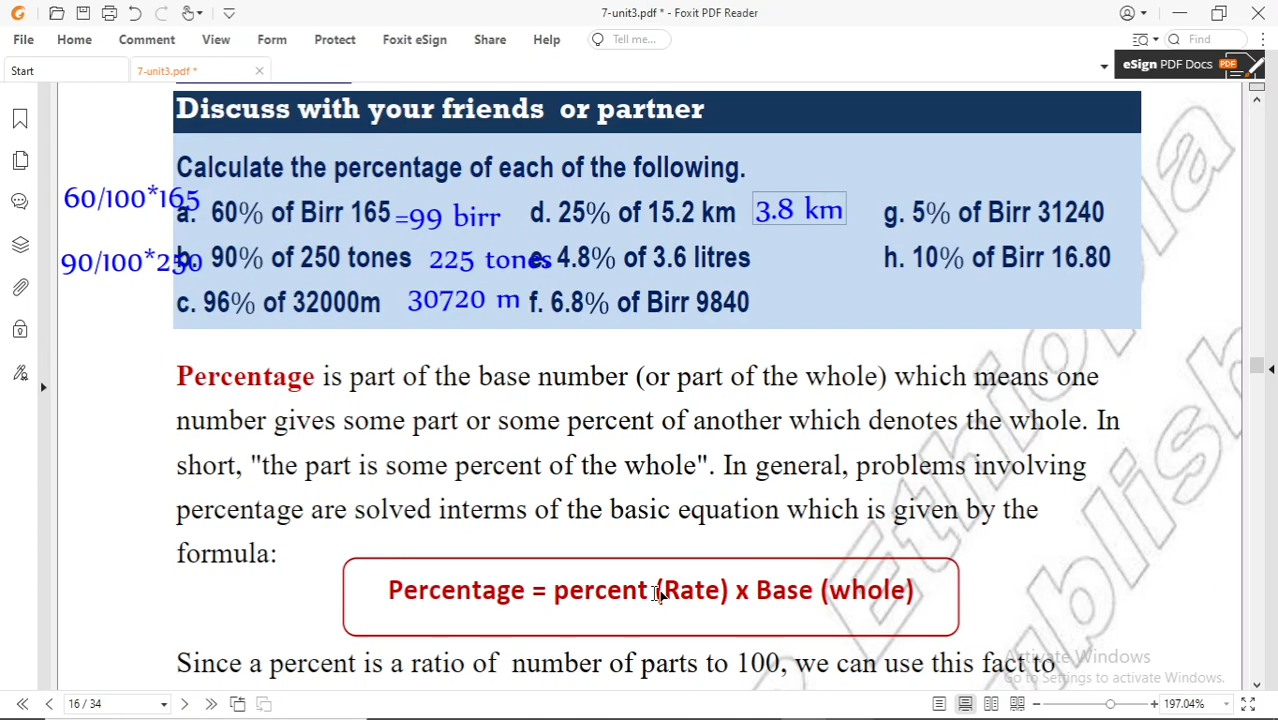 7-unit3.pdf * - Foxit PDF Reader
File Home Comment View Form Protect Foxit eSign Share Help Tell me... Find
Start 7-unit3.pdf * eSign PDF Docs PDF
Discuss with your friends or partner
Calculate the percentage of each of the following.
60/100*165
a. 60% of Birr 165 =99 birr d. 25% of 15.2 km 3.8 km g. 5% of Birr 31240
90/100*250
b. 90% of 250 tones 225 tones e. 4.8% of 3.6 litres h. 10% of Birr 16.80
c. 96% of 32000m 30720 m f. 6.8% of Birr 9840
Percentage is part of the base number (or part of the whole) which means one
number gives some part or some percent of another which denotes the whole. In
short, "the part is some percent of the whole". In general, problems involving
percentage are solved interms of the basic equation which is given by the
formula:
Percentage = percent (Rate) x Base (whole)
Since a percent is a ratio of number of parts to 100, we can use this fact to
Activate Windows
Go to Settings to activate Windows.
16 / 34 197.04%